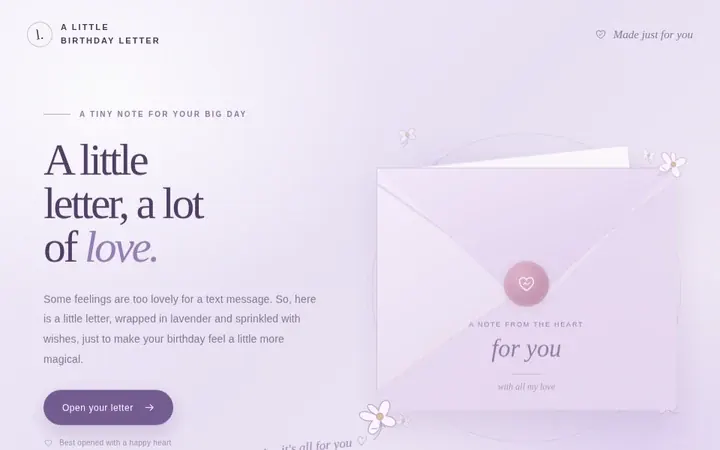 A LITTLE
BIRTHDAY LETTER
Made just for you
A TINY NOTE FOR YOUR BIG DAY
A little
letter, a lot
of love.
Some feelings are too lovely for a text message. So, here
is a little letter, wrapped in lavender and sprinkled with
wishes, just to make your birthday feel a little more
magical.
Open your letter
Best opened with a happy heart
A NOTE FROM THE HEART
for you
with all my love
it's all for you